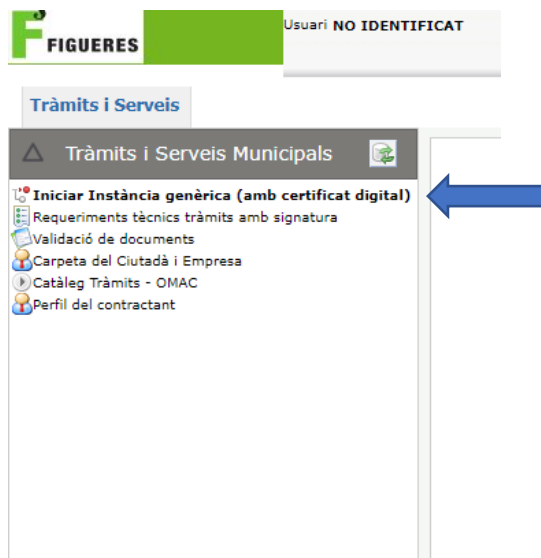 FIGUERES
Usuari NO IDENTIFICAT
Tràmits i Serveis
Tràmits i Serveis Municipals
Iniciar Instància genèrica (amb certificat digital)
Requeriments tècnics tràmits amb signatura
Validació de documents
Carpeta del Ciutadà i Empresa
Catàleg Tràmits - OMAC
Perfil del contractant